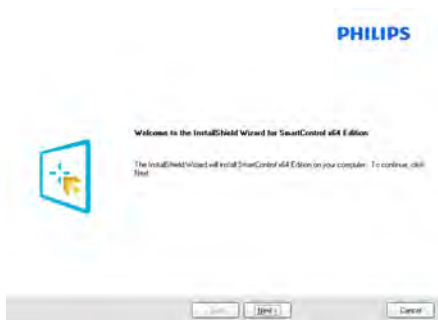 PHILIPS
Welcome to the InstallShield Wizard for SmartControl x64 Edition
The InstallShield Wizard will install SmartControl x64 Edition on your computer. To continue, click
Next
Next >
Cancel